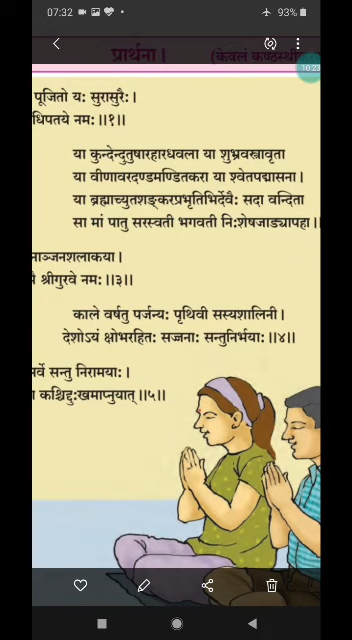 07:32
93%
प्रार्थना। (केवलं कण्ठस्थी
10:23
पूजितो यः सुरासुरैः।
धिपतये नमः॥१॥
या कुन्देन्दुतुषारहारधवला या शुभ्रवस्त्रावृता
या वीणावरदण्डमण्डितकरा या श्वेतपद्मासना।
या ब्रह्माच्युतशङ्करप्रभृतिभिर्देवैः सदा वन्दिता
सा मां पातु सरस्वती भगवती निःशेषजाड्यापहा।
नाञ्जनशलाकया।
श्रीगुरवे नमः॥३॥
काले वर्षतु पर्जन्यः पृथिवी सस्यशालिनी।
देशोऽयं क्षोभरहितः सज्जनाः सन्तुनिर्भयाः॥४॥
सन्तु निरामयाः।
कश्चिद्दुःखमाप्नुयात्॥५॥